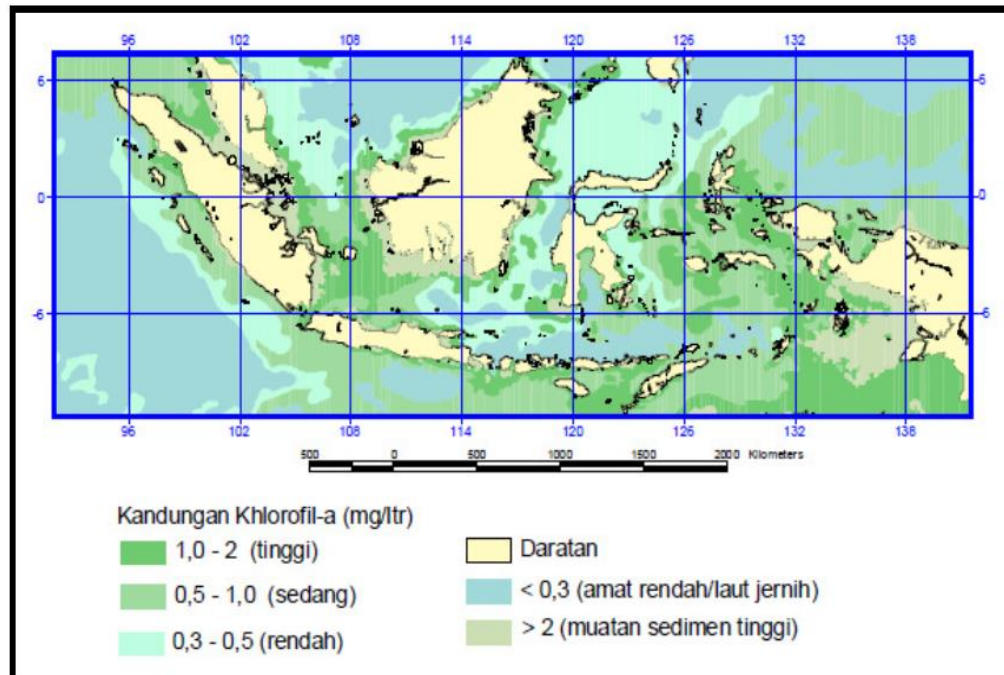 96 102 108 114 120 126 132 138
6 6
0 0
-6 -6
96 102 108 114 120 126 132 138
500 0 500 1000 1500 2000 Kilometers
Kandungan Khlorofil-a (mg/ltr)
1,0 - 2 (tinggi)
0,5 - 1,0 (sedang)
0,3 - 0,5 (rendah)
Daratan
< 0,3 (amat rendah/laut jernih)
> 2 (muatan sedimen tinggi)